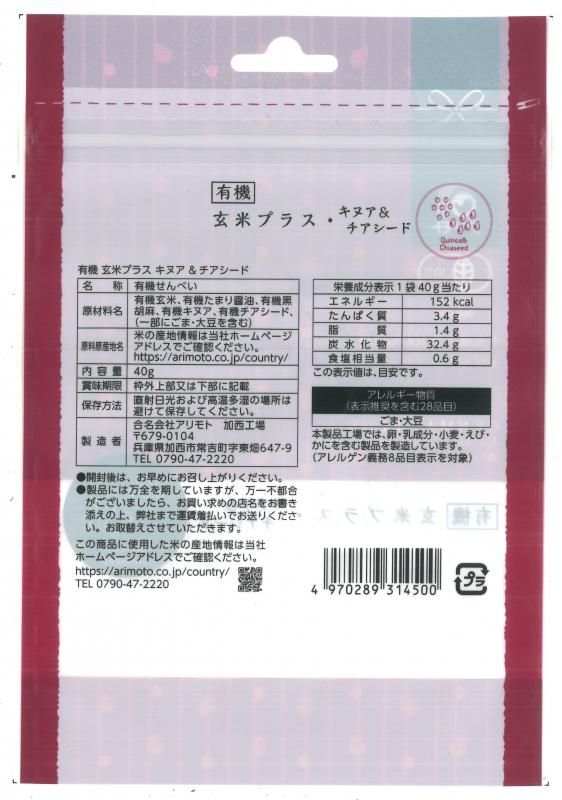 有機
玄米プラス・キヌア&
チアシード
Quinoa&
Chiaseed
有機 玄米プラス キヌア & チアシード
名 称 有機せんべい
原材料名 有機玄米、有機たまり醤油、有機黒
胡麻、有機キヌア、有機チアシード、
(一部にごま・大豆を含む)
原料原産地名 米の産地情報は当社ホームページ
アドレスでご確認ください。
https://arimoto.co.jp/country/
内 容 量 40g
賞味期限 枠外上部又は下部に記載
保存方法 直射日光および高温多湿の場所は
避けて保存してください。
製 造 者 合名会社アリモト 加西工場
〒679-0104
兵庫県加西市常吉町字東畑647-9
TEL 0790-47-2220
栄養成分表示 1 袋 40g当たり
エネルギー 152 kcal
たんぱく質 3.4 g
脂 質 1.4 g
炭水化物 32.4 g
食塩相当量 0.6 g
この表示値は、目安です。
アレルギー物質
(表示推奨を含む28品目)
ごま・大豆
本製品工場では、卵・乳成分・小麦・えび・
かにを含む製品を製造しています。
(アレルゲン義務8品目表示を対象)
●開封後は、お早めにお召し上がりください。
●製品には万全を期していますが、万一不都合
がございましたら、お買い求めの店名をお書き
添えの上、弊社まで運賃着払いでお送りくださ
い。お取替えさせていただきます。
この商品に使用した米の産地情報は当社
ホームページアドレスでご確認ください。
https://arimoto.co.jp/country/
TEL 0790-47-2220
4 970289 314500
プラ
有機 玄米プラス・
JAS